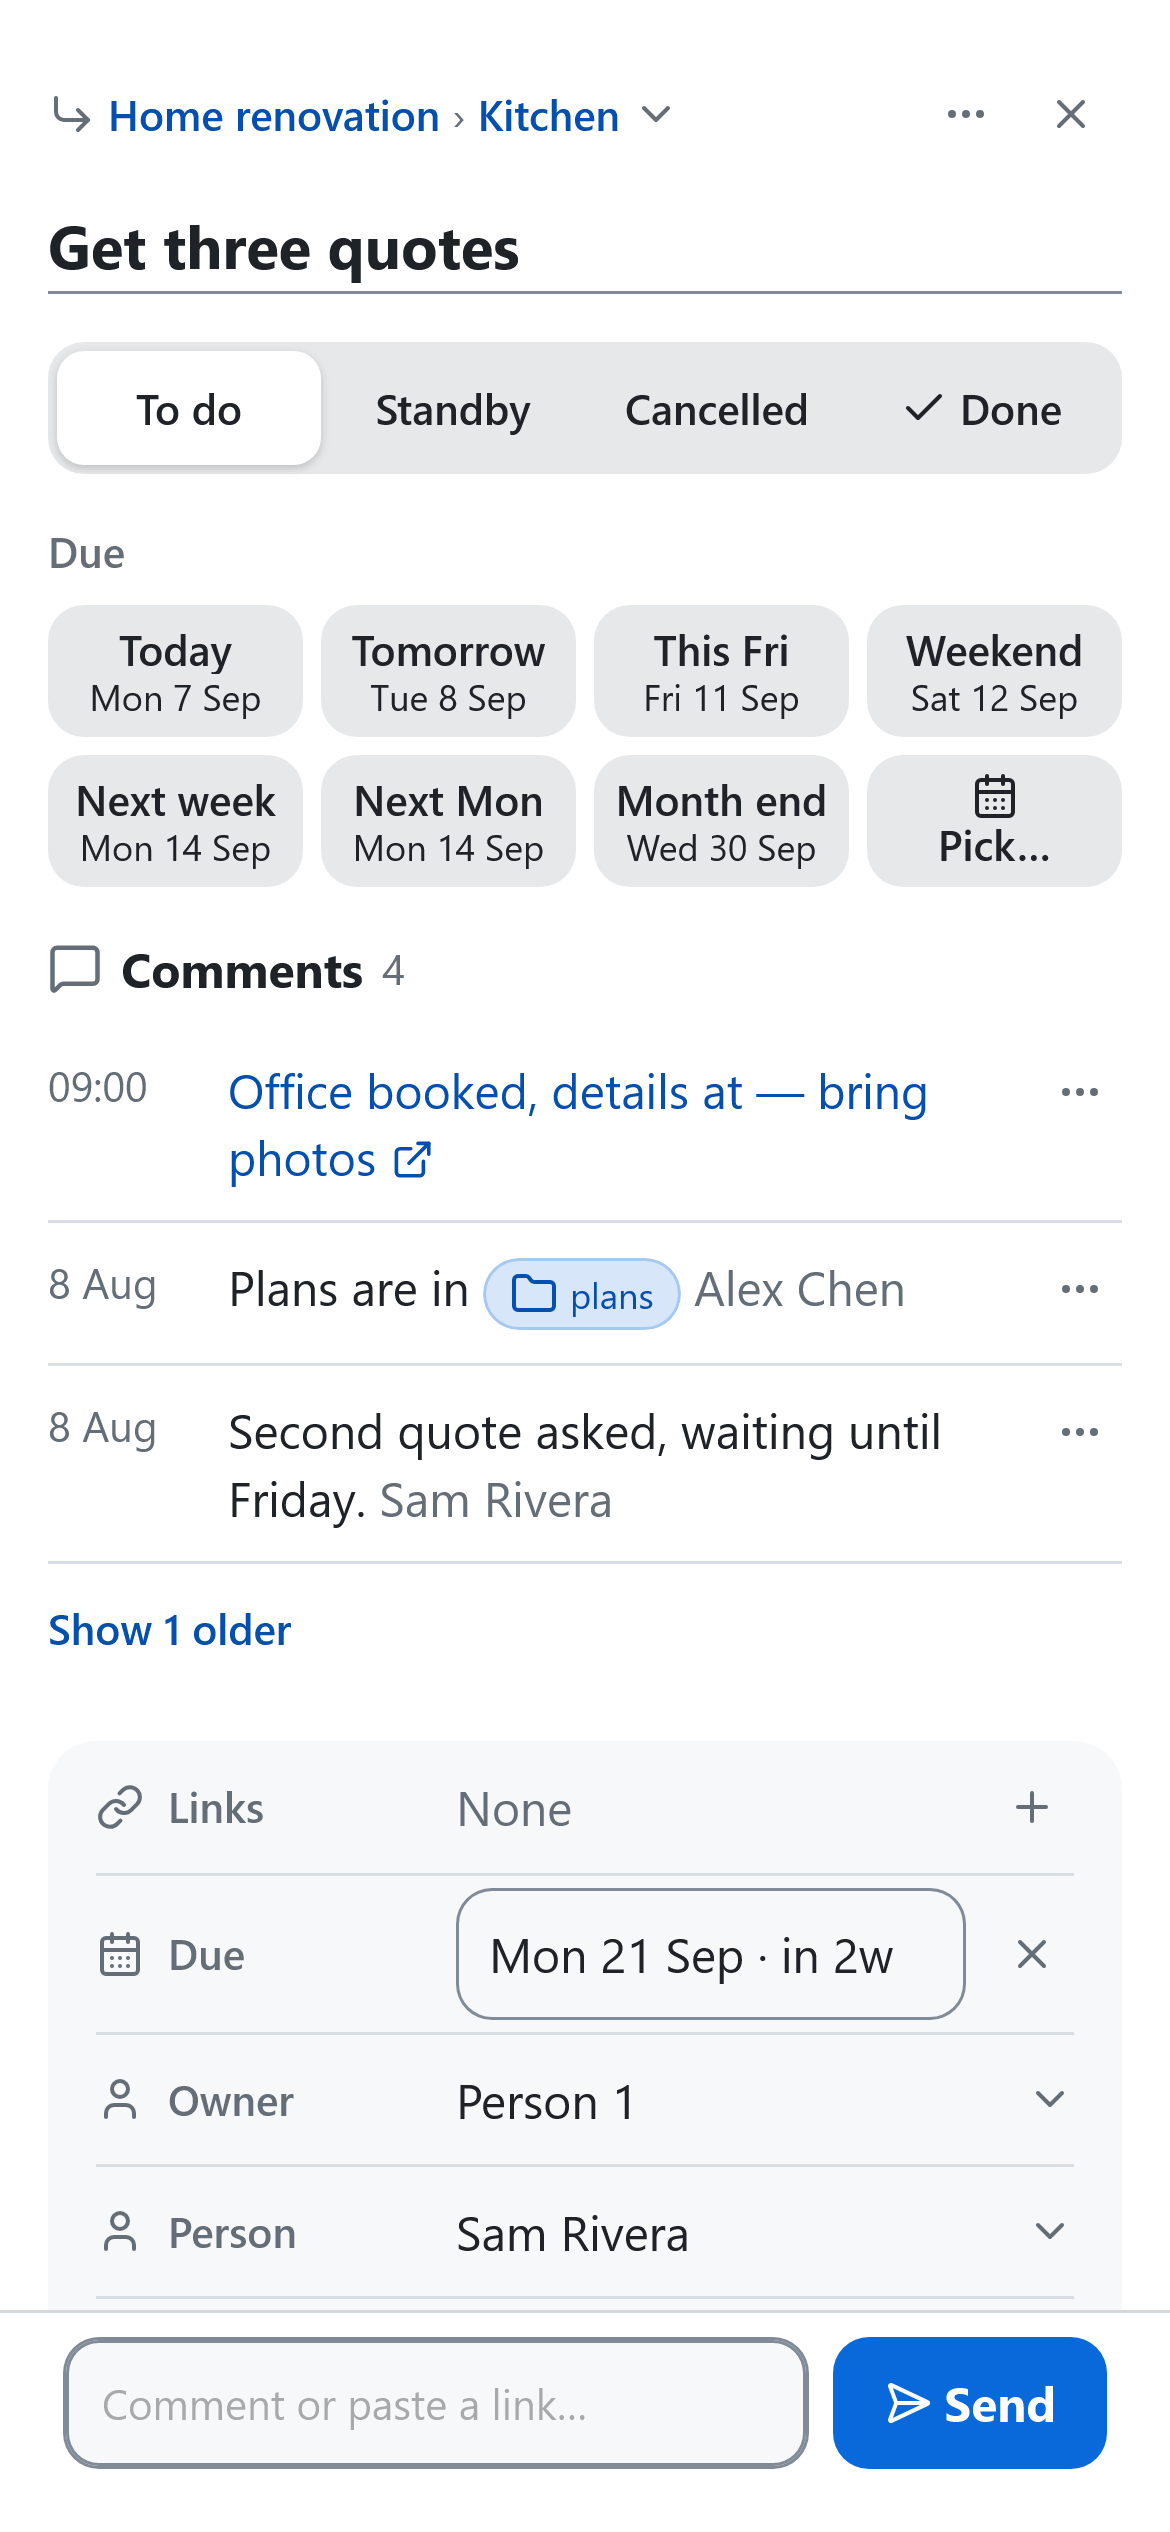 Home renovation › Kitchen
Get three quotes
To do Standby Cancelled Done
Due
Today Tomorrow This Fri Weekend
Mon 7 Sep Tue 8 Sep Fri 11 Sep Sat 12 Sep
Next week Next Mon Month end
Mon 14 Sep Mon 14 Sep Wed 30 Sep Pick...
Comments 4
09:00 Office booked, details at — bring
photos
8 Aug Plans are in plans Alex Chen
8 Aug Second quote asked, waiting until
Friday. Sam Rivera
Show 1 older
Links None
Due Mon 21 Sep · in 2w
Owner Person 1
Person Sam Rivera
Comment or paste a link... Send